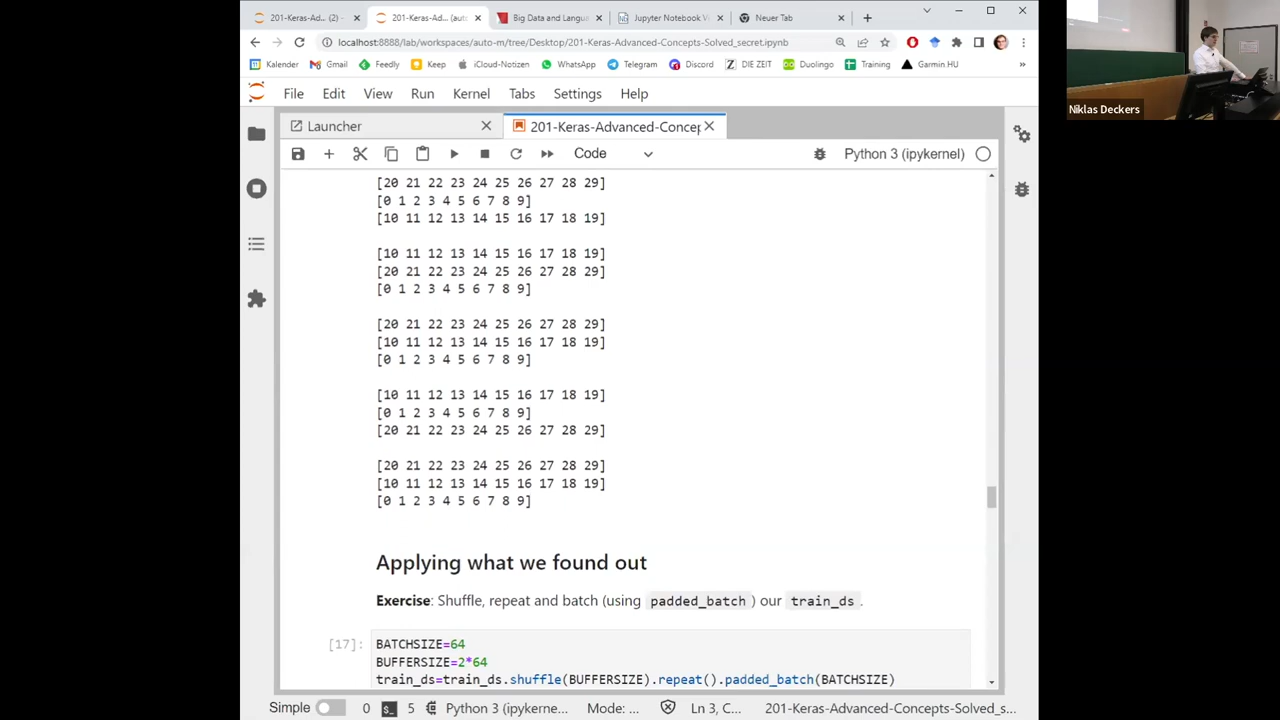 201-Keras-Ad... (2) -
201-Keras-Ad... (auto
Big Data and Langu
Jupyter Notebook Vi
Neuer Tab
localhost:8888/lab/workspaces/auto-m/tree/Desktop/201-Keras-Advanced-Concepts-Solved_secret.ipynb
Kalender
Gmail
Feedly
Keep
iCloud-Notizen
WhatsApp
Telegram
Discord
DIE ZEIT
Duolingo
Training
Garmin HU
»
File Edit View Run Kernel Tabs Settings Help
Launcher
201-Keras-Advanced-Concep
Code
Python 3 (ipykernel)
[20 21 22 23 24 25 26 27 28 29]
[0 1 2 3 4 5 6 7 8 9]
[10 11 12 13 14 15 16 17 18 19]
[10 11 12 13 14 15 16 17 18 19]
[20 21 22 23 24 25 26 27 28 29]
[0 1 2 3 4 5 6 7 8 9]
[20 21 22 23 24 25 26 27 28 29]
[10 11 12 13 14 15 16 17 18 19]
[0 1 2 3 4 5 6 7 8 9]
[10 11 12 13 14 15 16 17 18 19]
[0 1 2 3 4 5 6 7 8 9]
[20 21 22 23 24 25 26 27 28 29]
[20 21 22 23 24 25 26 27 28 29]
[10 11 12 13 14 15 16 17 18 19]
[0 1 2 3 4 5 6 7 8 9]
Applying what we found out
Exercise: Shuffle, repeat and batch (using padded_batch ) our train_ds .
[17]: BATCHSIZE=64
BUFFERSIZE=2*64
train_ds=train_ds.shuffle(BUFFERSIZE).repeat().padded_batch(BATCHSIZE)
Simple 0 5 Python 3 (ipykerne... Mode: ... Ln 3, C... 201-Keras-Advanced-Concepts-Solved_s...
Niklas Deckers